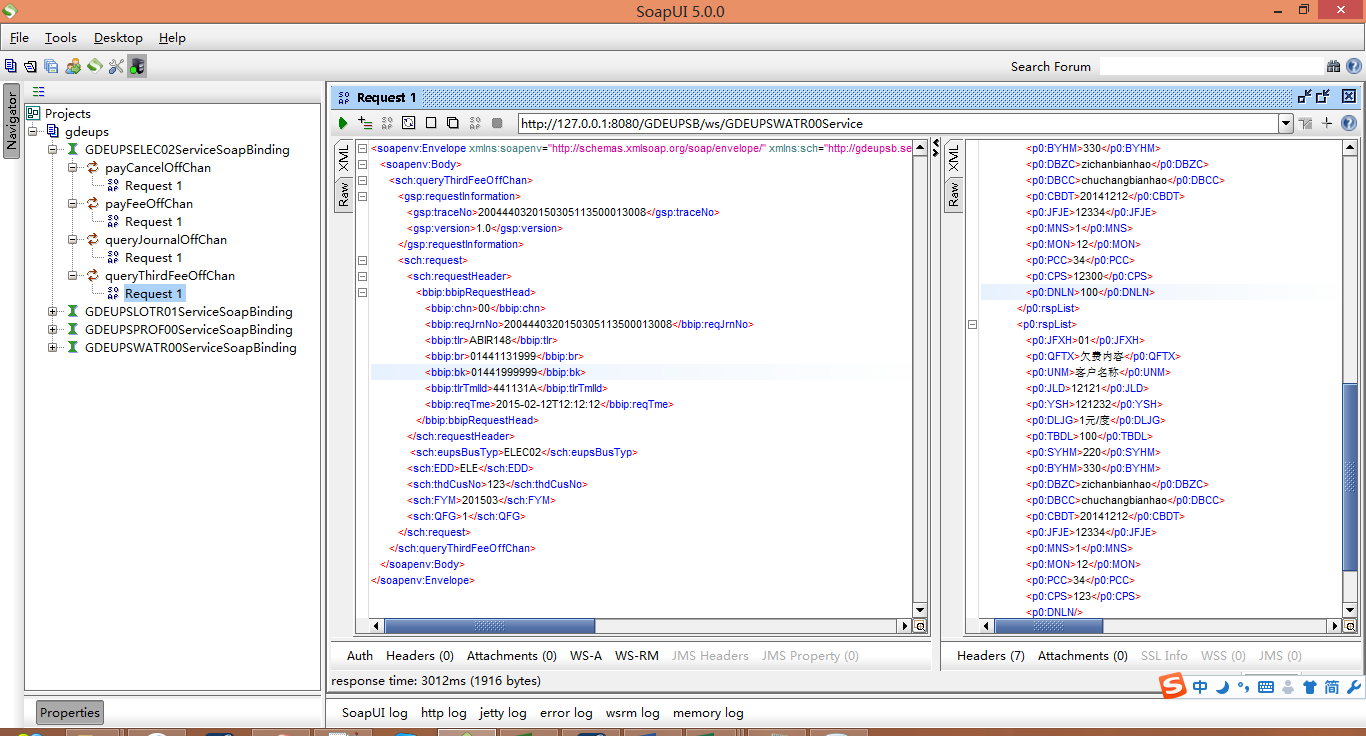 SoapUI 5.0.0
File Tools Desktop Help
Search Forum
Navigator
Projects
gdeups
GDEUPSELEC02ServiceSoapBinding
payCancelOffChan
Request 1
payFeeOffChan
Request 1
queryJournalOffChan
Request 1
queryThirdFeeOffChan
Request 1
GDEUPSLOTR01ServiceSoapBinding
GDEUPSPROF00ServiceSoapBinding
GDEUPSWATR00ServiceSoapBinding
Properties
Request 1
http://127.0.0.1:8080/GDEUPSB/ws/GDEUPSWATR00Service
XML
Raw
<soapenv:Envelope xmlns:soapenv="http://schemas.xmlsoap.org/soap/envelope/" xmlns:sch="http://gdeupsb.se
<soapenv:Body>
<sch:queryThirdFeeOffChan>
<gsp:requestInformation>
<gsp:traceNo>2004440320150305113500013008</gsp:traceNo>
<gsp:version>1.0</gsp:version>
</gsp:requestInformation>
<sch:request>
<sch:requestHeader>
<bbip:bbipRequestHead>
<bbip:chn>00</bbip:chn>
<bbip:reqJrnNo>2004440320150305113500013008</bbip:reqJrnNo>
<bbip:tlr>ABIR148</bbip:tlr>
<bbip:br>01441131999</bbip:br>
<bbip:bk>01441999999</bbip:bk>
<bbip:tlrTmlId>441131A</bbip:tlrTmlId>
<bbip:reqTme>2015-02-12T12:12:12</bbip:reqTme>
</bbip:bbipRequestHead>
</sch:requestHeader>
<sch:eupsBusTyp>ELEC02</sch:eupsBusTyp>
<sch:EDD>ELE</sch:EDD>
<sch:thdCusNo>123</sch:thdCusNo>
<sch:FYM>201503</sch:FYM>
<sch:QFG>1</sch:QFG>
</sch:request>
</sch:queryThirdFeeOffChan>
</soapenv:Body>
</soapenv:Envelope>
Auth Headers (0) Attachments (0) WS-A WS-RM JMS Headers JMS Property (0)
XML
Raw
<p0:BYHM>330</p0:BYHM>
<p0:DBZC>zichanbianhao</p0:DBZC>
<p0:DBCC>chuchangbianhao</p0:DBCC>
<p0:CBDT>20141212</p0:CBDT>
<p0:JFJE>12334</p0:JFJE>
<p0:MNS>1</p0:MNS>
<p0:MON>12</p0:MON>
<p0:PCC>34</p0:PCC>
<p0:CPS>12300</p0:CPS>
<p0:DNLN>100</p0:DNLN>
</p0:rspList>
<p0:rspList>
<p0:JFXH>01</p0:JFXH>
<p0:QFTX>欠费内容</p0:QFTX>
<p0:UNM>客户名称</p0:UNM>
<p0:JLD>12121</p0:JLD>
<p0:YSH>121232</p0:YSH>
<p0:DLJG>1元/度</p0:DLJG>
<p0:TBDL>100</p0:TBDL>
<p0:SYHM>220</p0:SYHM>
<p0:BYHM>330</p0:BYHM>
<p0:DBZC>zichanbianhao</p0:DBZC>
<p0:DBCC>chuchangbianhao</p0:DBCC>
<p0:CBDT>20141212</p0:CBDT>
<p0:JFJE>12334</p0:JFJE>
<p0:MNS>1</p0:MNS>
<p0:MON>12</p0:MON>
<p0:PCC>34</p0:PCC>
<p0:CPS>123</p0:CPS>
<p0:DNLN/>
Headers (7) Attachments (0) SSL Info WSS (0) JMS (0)
response time: 3012ms (1916 bytes)
中 简
SoapUI log http log jetty log error log wsrm log memory log